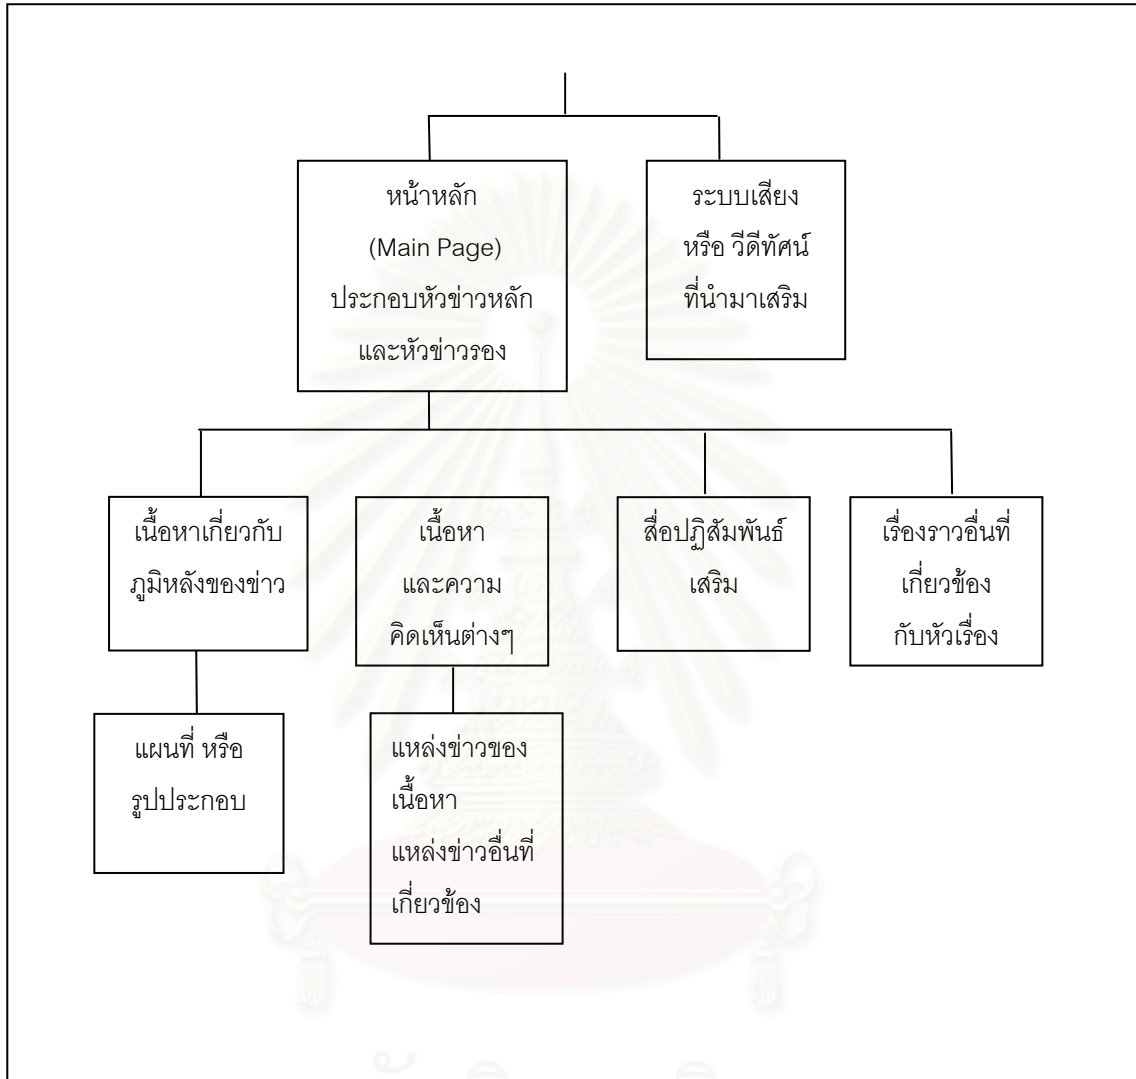 หน้าหลัก
(Main Page)
ประกอบหัวข่าวหลัก
และหัวข่าวรอง
ระบบเสียง
หรือ วีดีทัศน์
ที่นำมาเสริม
เนื้อหาเกี่ยวกับ
ภูมิหลังของข่าว
เนื้อหา
และความ
คิดเห็นต่างๆ
สื่อปฏิสัมพันธ์
เสริม
เรื่องราวอื่นที่
เกี่ยวข้อง
กับหัวเรื่อง
แผนที่ หรือ
รูปประกอบ
แหล่งข่าวของ
เนื้อหา
แหล่งข่าวอื่นที่
เกี่ยวข้อง